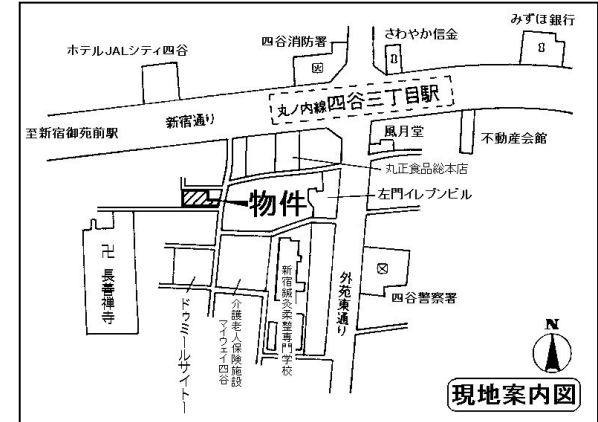 みずほ銀行
さわやか信金
四谷消防署
ホテルJALシティ四谷
丸ノ内線四谷三丁目駅
新宿通り
至新宿御苑前駅
風月堂
不動産会館
丸正食品総本店
物件
左門イレブンビル
卍長善禅寺
ドゥミールサイトー
介護老人保険施設
マイウェイ四谷
新宿鍼灸柔整専門学校
外苑東通り
四谷警察署
N
現地案内図